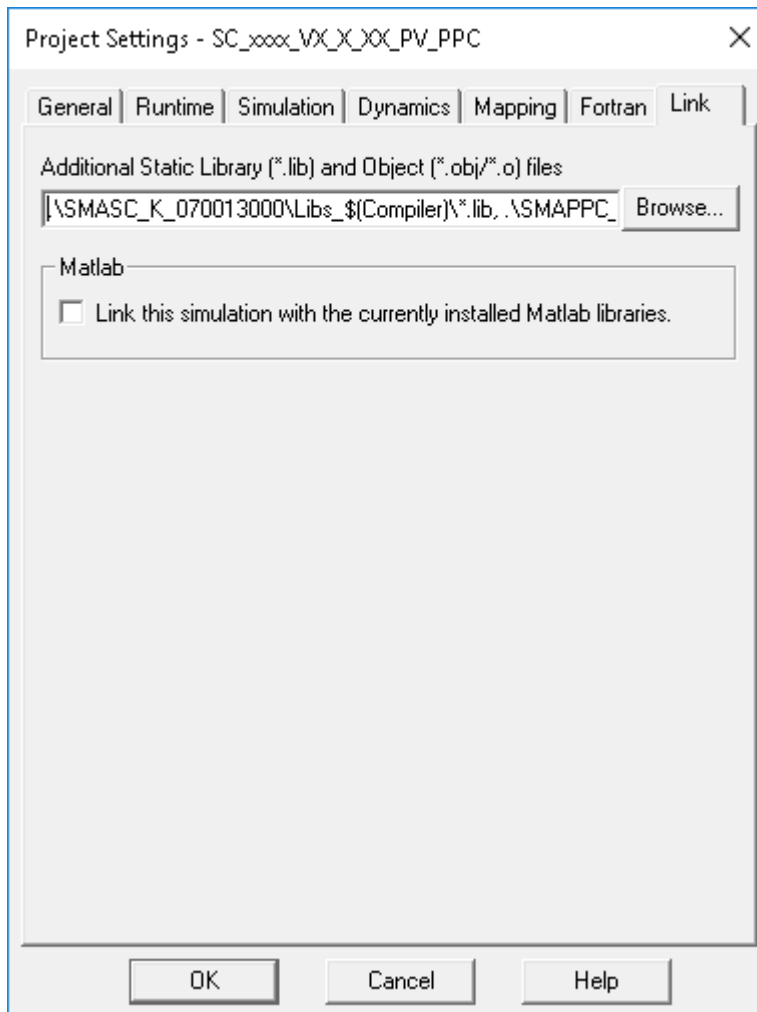 Project Settings - SC_xxxx_VX_X_XX_PV_PPC
General Runtime Simulation Dynamics Mapping Fortran Link
Additional Static Library (*.lib) and Object (*.obj/*.o) files
.\SMASC_K_070013000\Libs_$(Compiler)\*.lib, .\SMAPPC_ Browse...
Matlab
Link this simulation with the currently installed Matlab libraries.
OK Cancel Help